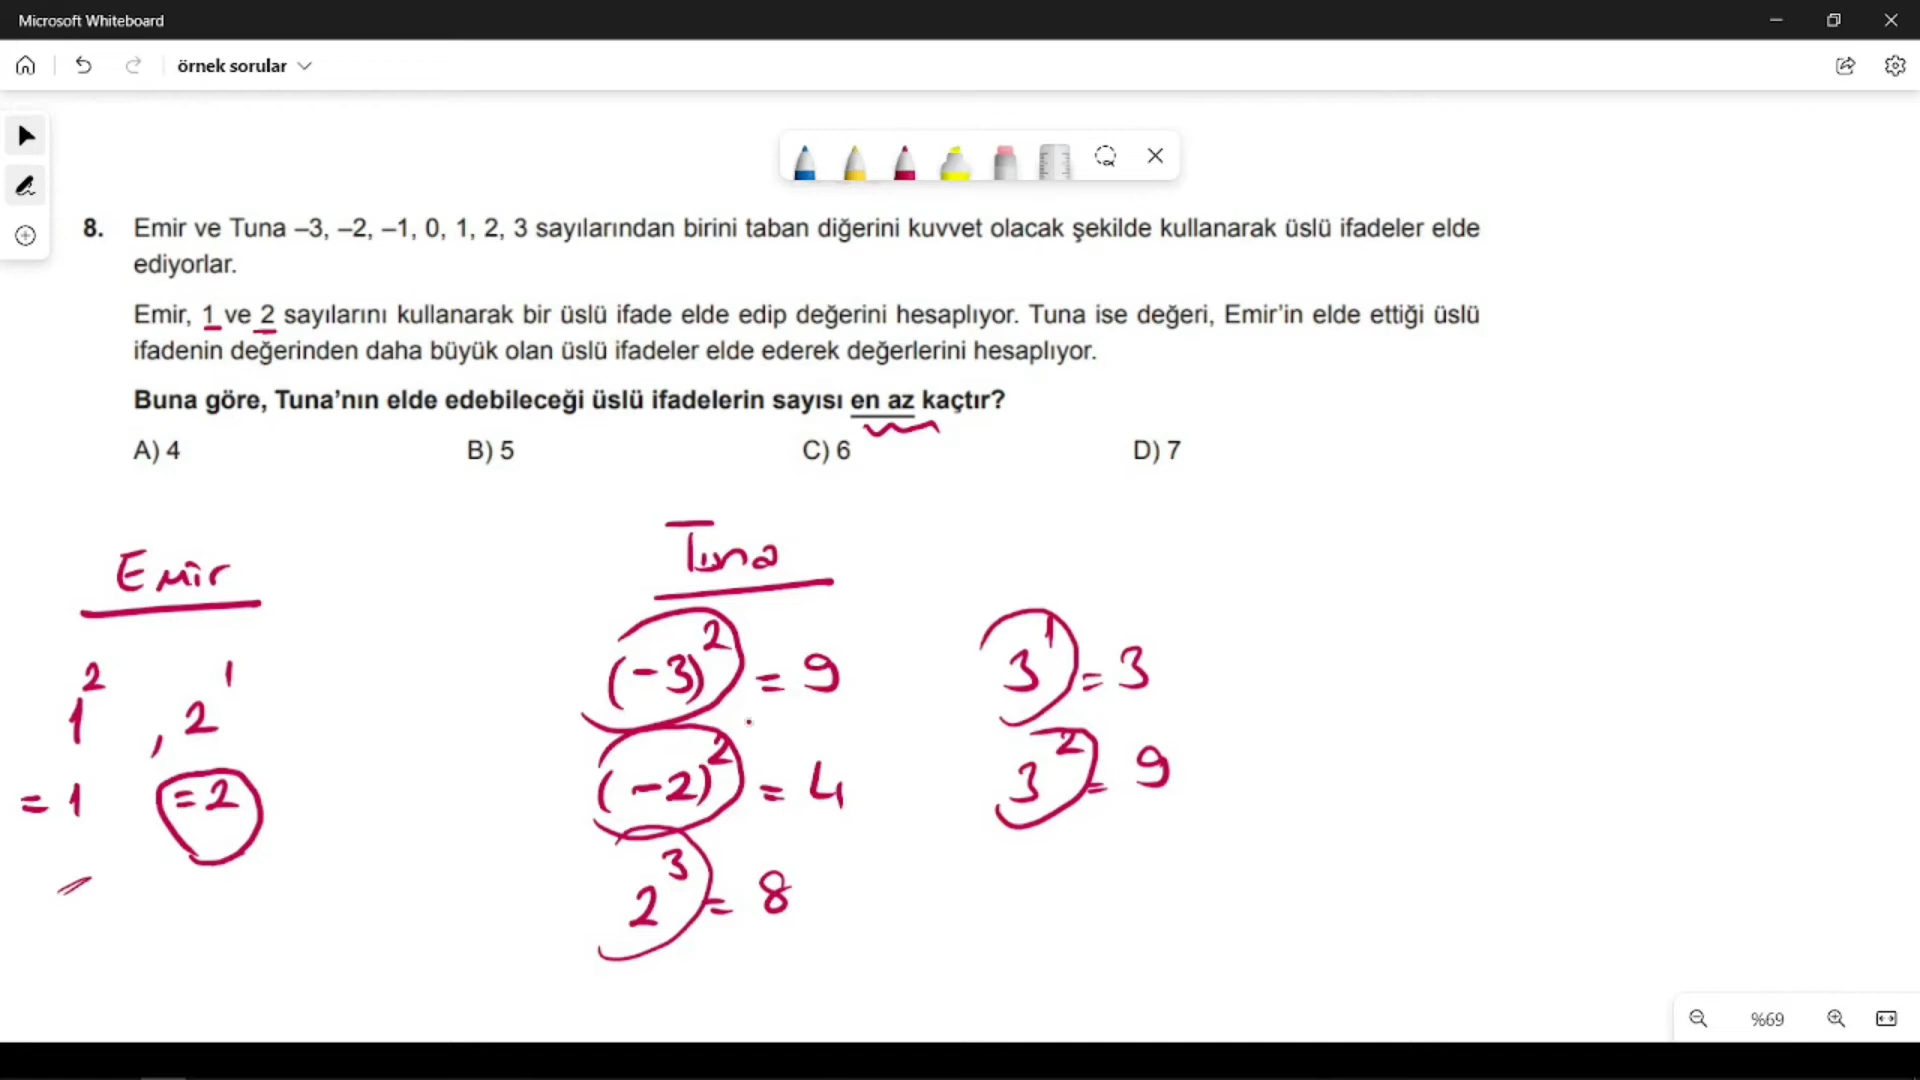 Microsoft Whiteboard
örnek sorular
8. Emir ve Tuna –3, –2, –1, 0, 1, 2, 3 sayılarından birini taban diğerini kuvvet olacak şekilde kullanarak üslü ifadeler elde
ediyorlar.
Emir, 1 ve 2 sayılarını kullanarak bir üslü ifade elde edip değerini hesaplıyor. Tuna ise değeri, Emir'in elde ettiği üslü
ifadenin değerinden daha büyük olan üslü ifadeler elde ederek değerlerini hesaplıyor.
Buna göre, Tuna'nın elde edebileceği üslü ifadelerin sayısı en az kaçtır?
A) 4 B) 5 C) 6 D) 7
Emir
Tuna
1² , 2¹
= 1 = 2
(-3)² = 9
(-2)² = 4
2³ = 8
3¹ = 3
3² = 9
%69